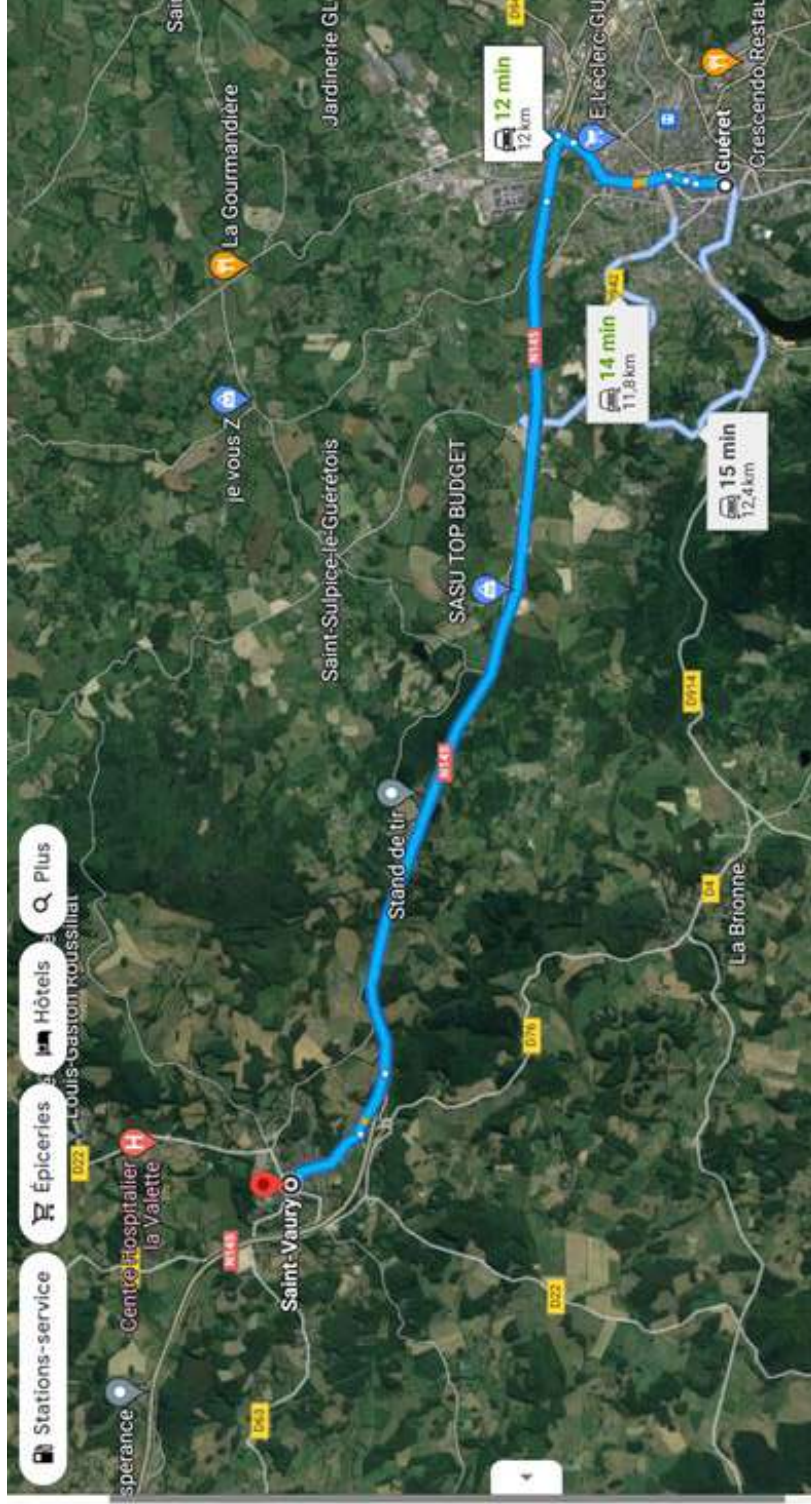 Stations-service
Épiceries
Hôtels
Plus
Louis-Gaston Roussillat
Sai
Jardinerie GL
D22
Centre Hospitalier
la Valette
sperance
La Gourmandière
je vous Z
N145
Saint-Vaury
D63
Saint-Sulpice-le-Guérétois
Stand de tir
SASU TOP BUDGET
12 min
12 km
E.Leclerc GU
N145
N145
14 min
11,8 km
15 min
12,4 km
Guéret
Crescendo Restau
D914
D76
D4
La Brionne
D22